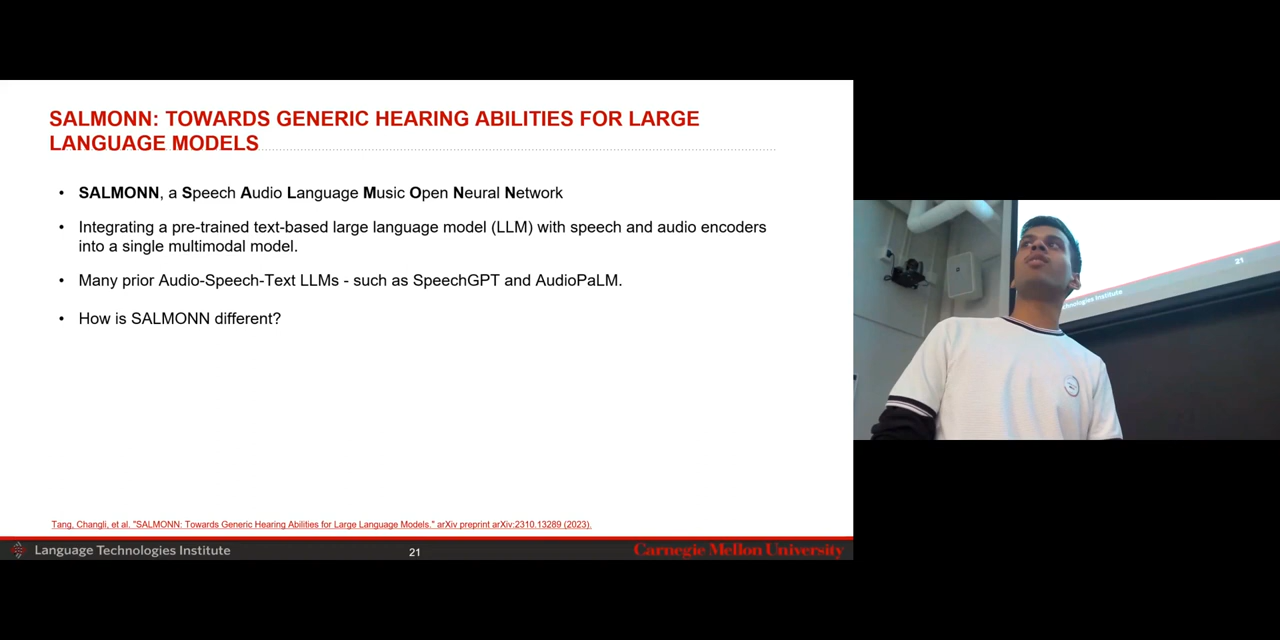 SALMONN: TOWARDS GENERIC HEARING ABILITIES FOR LARGE
LANGUAGE MODELS
• SALMONN, a Speech Audio Language Music Open Neural Network
• Integrating a pre-trained text-based large language model (LLM) with speech and audio encoders
into a single multimodal model.
• Many prior Audio-Speech-Text LLMs - such as SpeechGPT and AudioPaLM.
• How is SALMONN different?
Tang, Changli, et al. "SALMONN: Towards Generic Hearing Abilities for Large Language Models." arXiv preprint arXiv:2310.13289 (2023).
Language Technologies Institute
21
Carnegie Mellon University
21
Technologies Institute